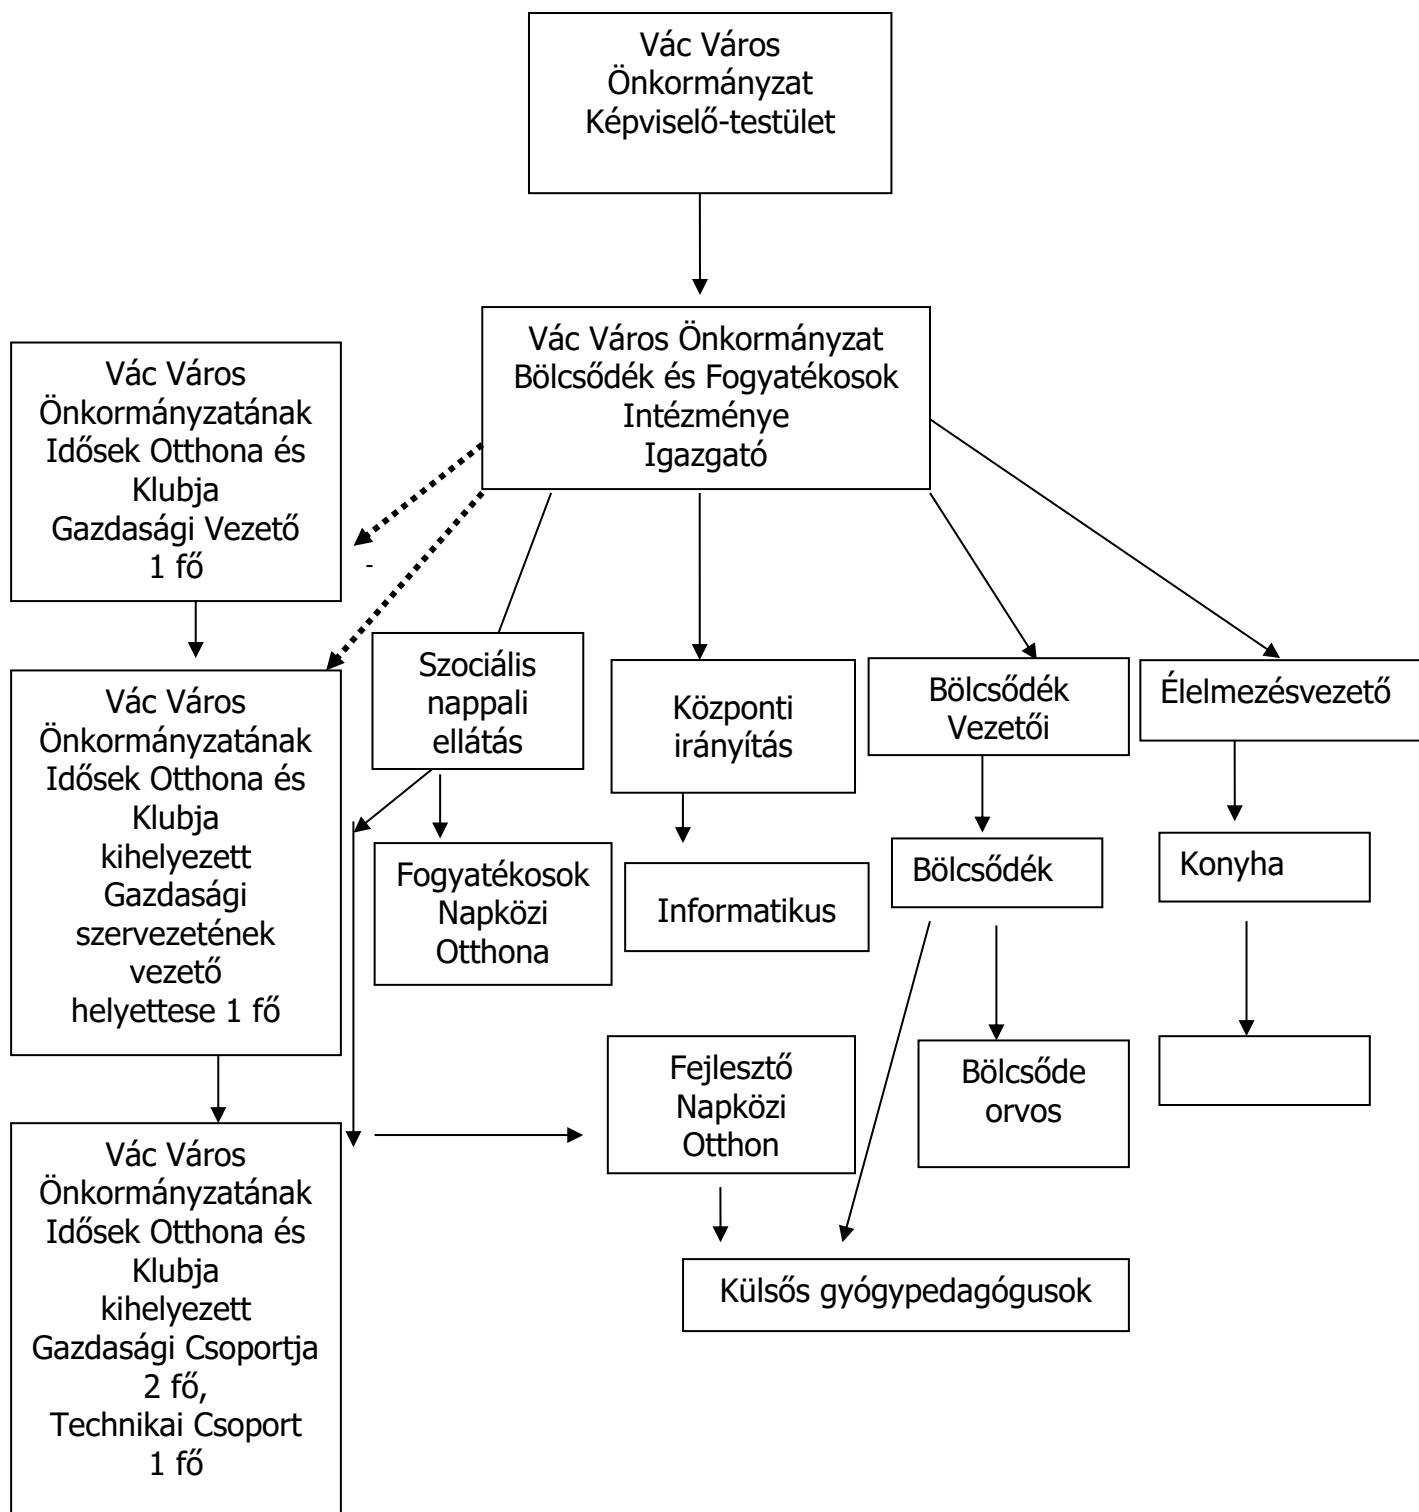 Vác Város
Önkormányzat
Képviselő-testület
Vác Város Önkormányzat
Bölcsődék és Fogyatékosok
Intézménye
Igazgató
Vác Város
Önkormányzatának
Idősek Otthona és
Klubja
Gazdasági Vezető
1 fő
-
Szociális
nappali
ellátás
Központi
irányítás
Bölcsődék
Vezetői
Élelmezésvezető
Vác Város
Önkormányzatának
Idősek Otthona és
Klubja
kihelyezett
Gazdasági
szervezetének
vezető
helyettese 1 fő
Fogyatékosok
Napközi
Otthona
Informatikus
Bölcsődék
Konyha
Fejlesztő
Napközi
Otthon
Bölcsőde
orvos
Vác Város
Önkormányzatának
Idősek Otthona és
Klubja
kihelyezett
Gazdasági Csoportja
2 fő,
Technikai Csoport
1 fő
Külsős gyógypedagógusok